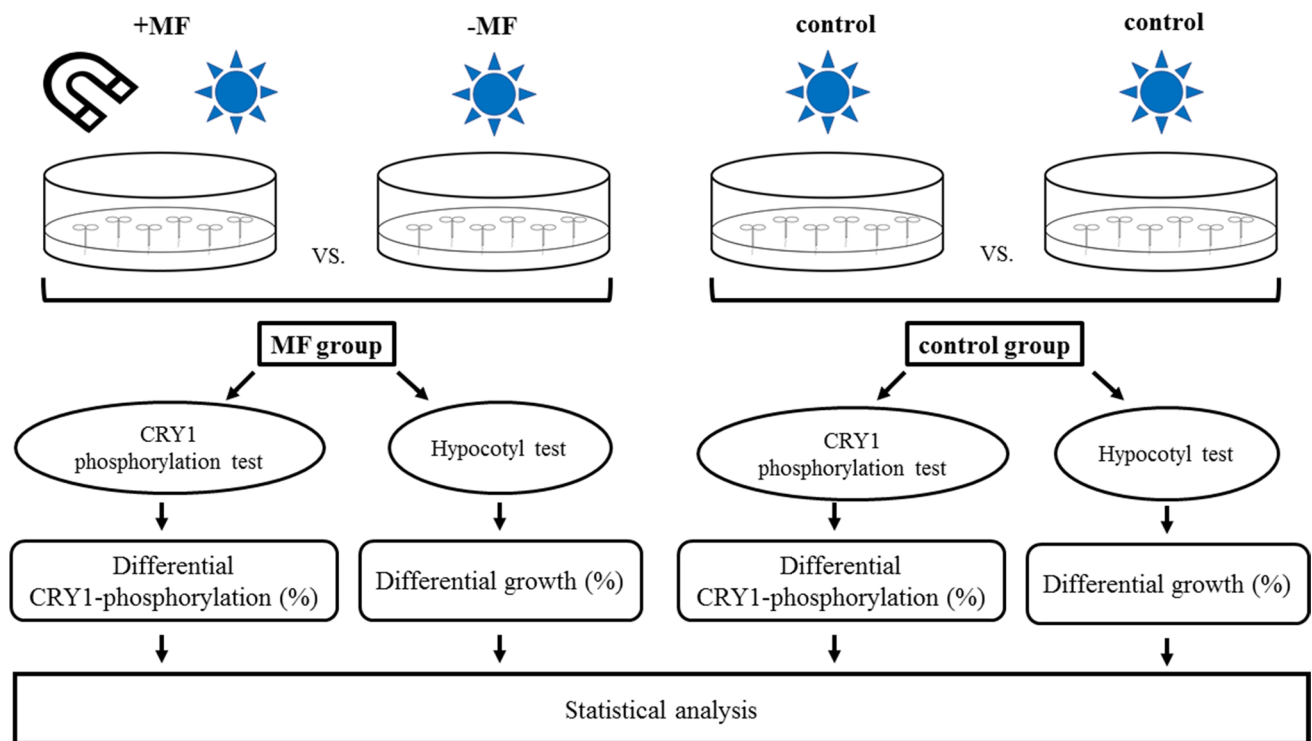 +MF
-MF
control
control
VS.
VS.
MF group
control group
CRY1
phosphorylation test
Hypocotyl test
CRY1
phosphorylation test
Hypocotyl test
Differential
CRY1-phosphorylation (%)
Differential growth (%)
Differential
CRY1-phosphorylation (%)
Differential growth (%)
Statistical analysis